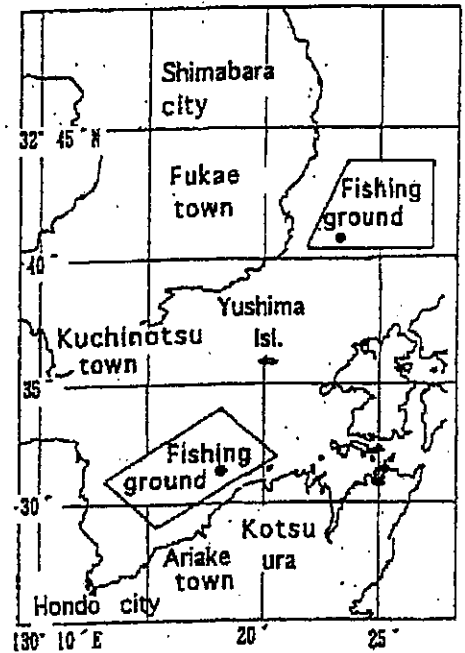 Shimabara
city
32° 45' N
Fukae
town
Fishing
ground
40'
Yushima
Isl.
Kuchinotsu
town
35'
Fishing
ground
30'
Kotsu
ura
Ariake
town
Hondo city
130° 10' E
20'
25'